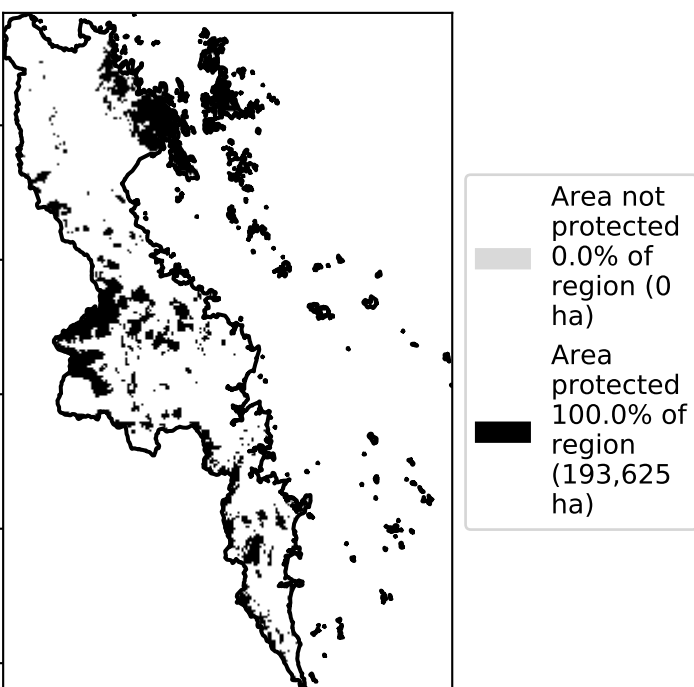 Area not
protected
0.0% of
region (0
ha)
Area
protected
100.0% of
region
(193,625
ha)